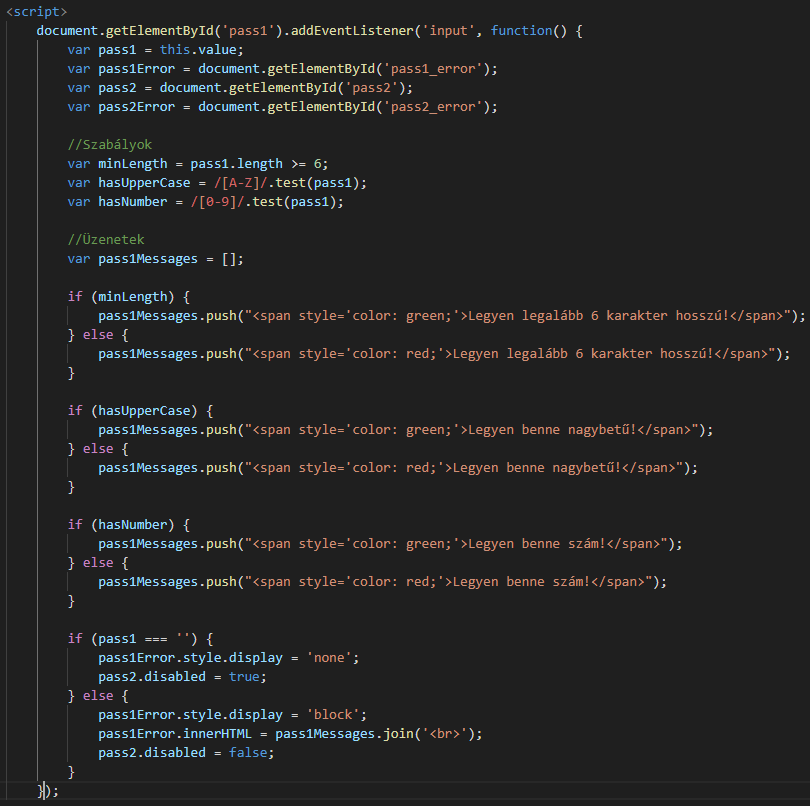 <script>
document.getElementById('pass1').addEventListener('input', function() {
var pass1 = this.value;
var pass1Error = document.getElementById('pass1_error');
var pass2 = document.getElementById('pass2');
var pass2Error = document.getElementById('pass2_error');
//Szabályok
var minLength = pass1.length >= 6;
var hasUpperCase = /[A-Z]/.test(pass1);
var hasNumber = /[0-9]/.test(pass1);
//Üzenetek
var pass1Messages = [];
if (minLength) {
pass1Messages.push("<span style='color: green;'>Legyen legalább 6 karakter hosszú!</span>");
} else {
pass1Messages.push("<span style='color: red;'>Legyen legalább 6 karakter hosszú!</span>");
}
if (hasUpperCase) {
pass1Messages.push("<span style='color: green;'>Legyen benne nagybetű!</span>");
} else {
pass1Messages.push("<span style='color: red;'>Legyen benne nagybetű!</span>");
}
if (hasNumber) {
pass1Messages.push("<span style='color: green;'>Legyen benne szám!</span>");
} else {
pass1Messages.push("<span style='color: red;'>Legyen benne szám!</span>");
}
if (pass1 === '') {
pass1Error.style.display = 'none';
pass2.disabled = true;
} else {
pass1Error.style.display = 'block';
pass1Error.innerHTML = pass1Messages.join('<br>');
pass2.disabled = false;
}
});